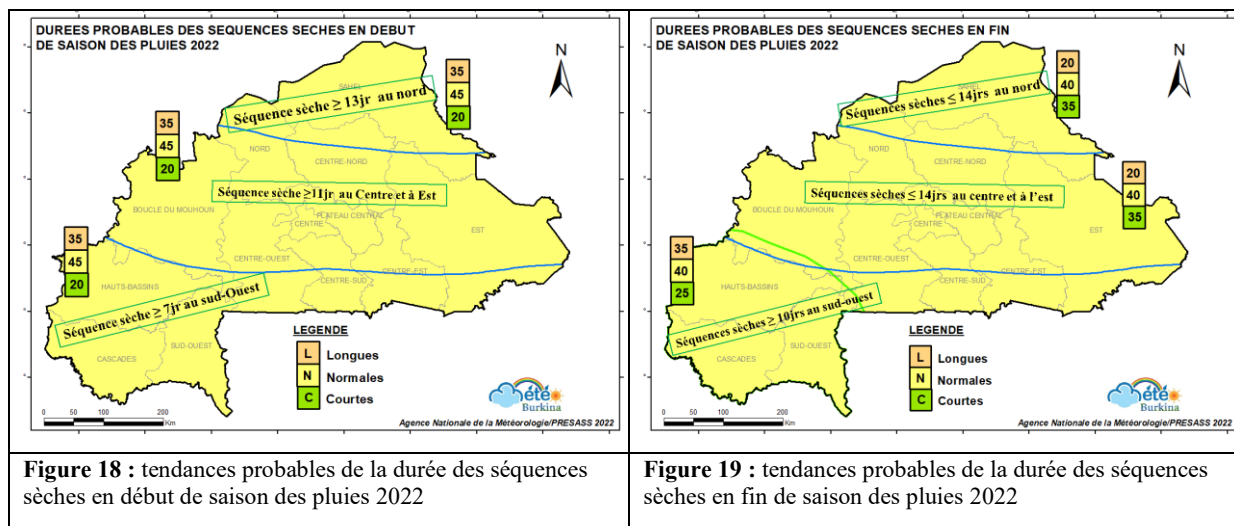 DUREES PROBABLES DES SEQUENCES SECHES EN DEBUT
DE SAISON DES PLUIES 2022
N
35
45
20
SAHEL
Séquence sèche ≥ 13jr au nord
35
45
20
NORD
CENTRE-NORD
Séquence sèche ≥11jr au Centre et à Est
BOUCLE DU MOUHOUN
PLATEAU CENTRAL
CENTRE
EST
35
45
20
CENTRE-OUEST
CENTRE-EST
CENTRE-SUD
HAUTS-BASSINS
Séquence sèche ≥ 7jr au sud-Ouest
SUD-OUEST
CASCADES
LEGENDE
L Longues
N Normales
C Courtes
0 50 100 200
Km
Météo
Burkina
Agence Nationale de la Météorologie/PRESASS 2022
Figure 18 : tendances probables de la durée des séquences
sèches en début de saison des pluies 2022
DUREES PROBABLES DES SEQUENCES SECHES EN FIN
DE SAISON DES PLUIES 2022
N
20
40
35
SAHEL
Séquences sèches ≤ 14jrs au nord
NORD
CENTRE-NORD
20
40
35
Séquences sèches ≤ 14jrs au centre et à l'est
BOUCLE DU MOUHOUN
PLATEAU CENTRAL
CENTRE
EST
35
40
25
CENTRE-OUEST
CENTRE-EST
CENTRE-SUD
HAUTS-BASSINS
Séquences sèches ≥ 10jrs au sud-ouest
SUD-OUEST
CASCADES
LEGENDE
L Longues
N Normales
C Courtes
0 50 100 200
Km
Météo
Burkina
Agence Nationale de la Météorologie/PRESASS 2022
Figure 19 : tendances probables de la durée des séquences
sèches en fin de saison des pluies 2022